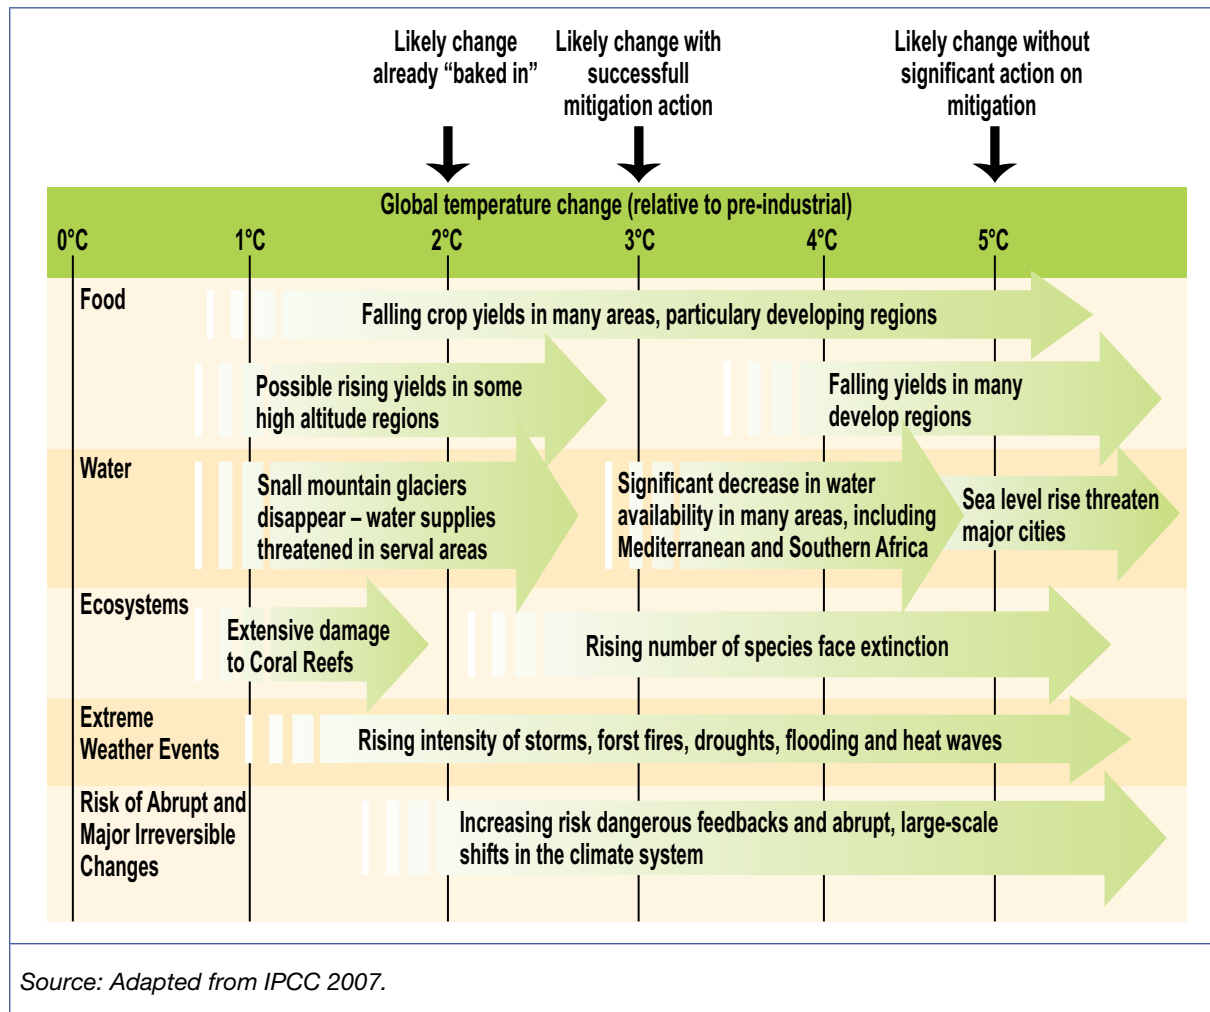 Likely change
already “baked in”
Likely change with
successfull
mitigation action
Likely change without
significant action on
mitigation
Global temperature change (relative to pre-industrial)
0°C
1°C
2°C
3°C
4°C
5°C
Food
Falling crop yields in many areas, particulary developing regions
Possible rising yields in some
high altitude regions
Falling yields in many
develop regions
Water
Snall mountain glaciers
disappear – water supplies
threatened in serval areas
Significant decrease in water
availability in many areas, including
Mediterranean and Southern Africa
Sea level rise threaten
major cities
Ecosystems
Extensive damage
to Coral Reefs
Rising number of species face extinction
Extreme
Weather Events
Rising intensity of storms, forst fires, droughts, flooding and heat waves
Risk of Abrupt and
Major Irreversible
Changes
Increasing risk dangerous feedbacks and abrupt, large-scale
shifts in the climate system
Source: Adapted from IPCC 2007.